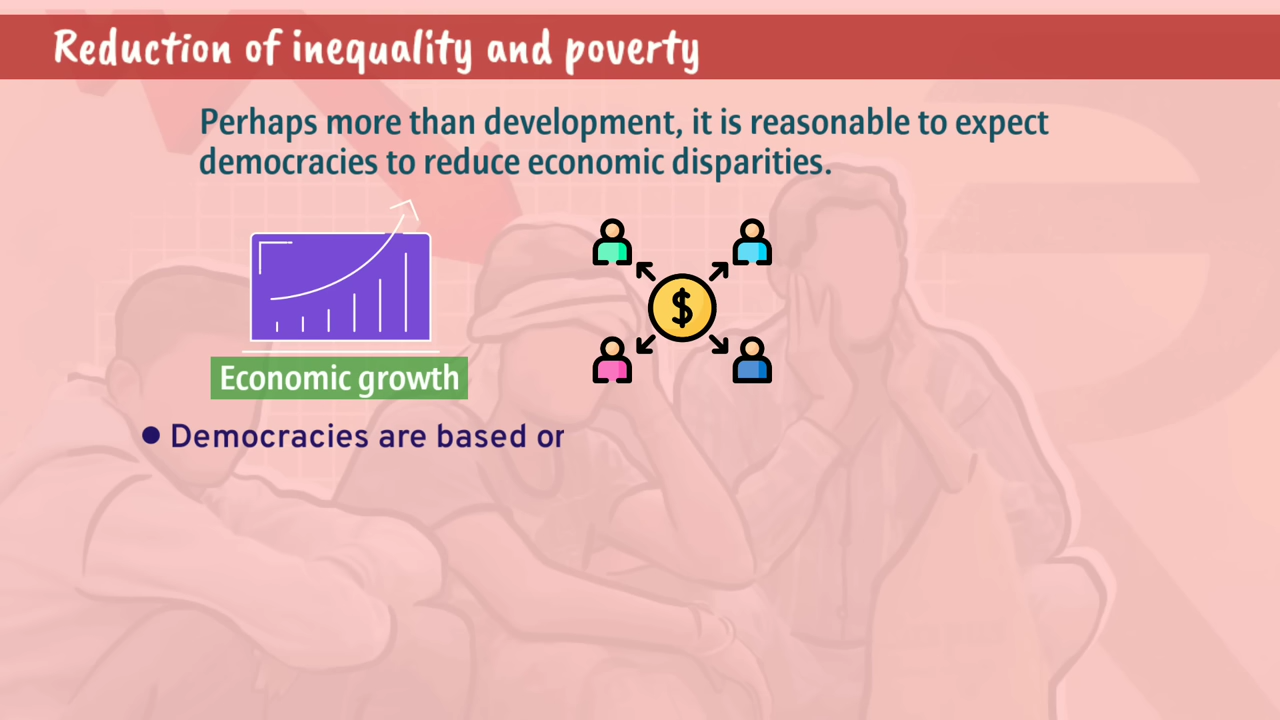 Reduction of inequality and poverty
Perhaps more than development, it is reasonable to expect
democracies to reduce economic disparities.
$
Economic growth
• Democracies are based or